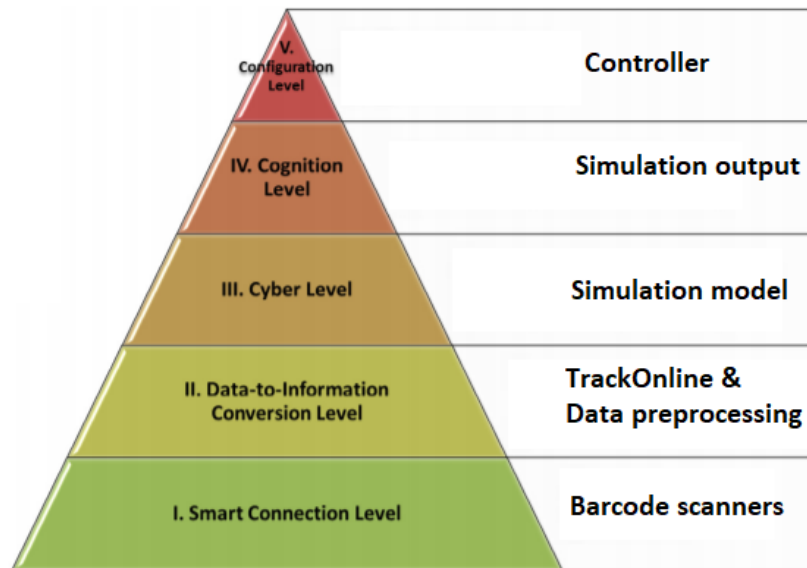 V.
Configuration
Level
Controller
IV. Cognition
Level
Simulation output
III. Cyber Level
Simulation model
II. Data-to-Information
Conversion Level
TrackOnline &
Data preprocessing
I. Smart Connection Level
Barcode scanners